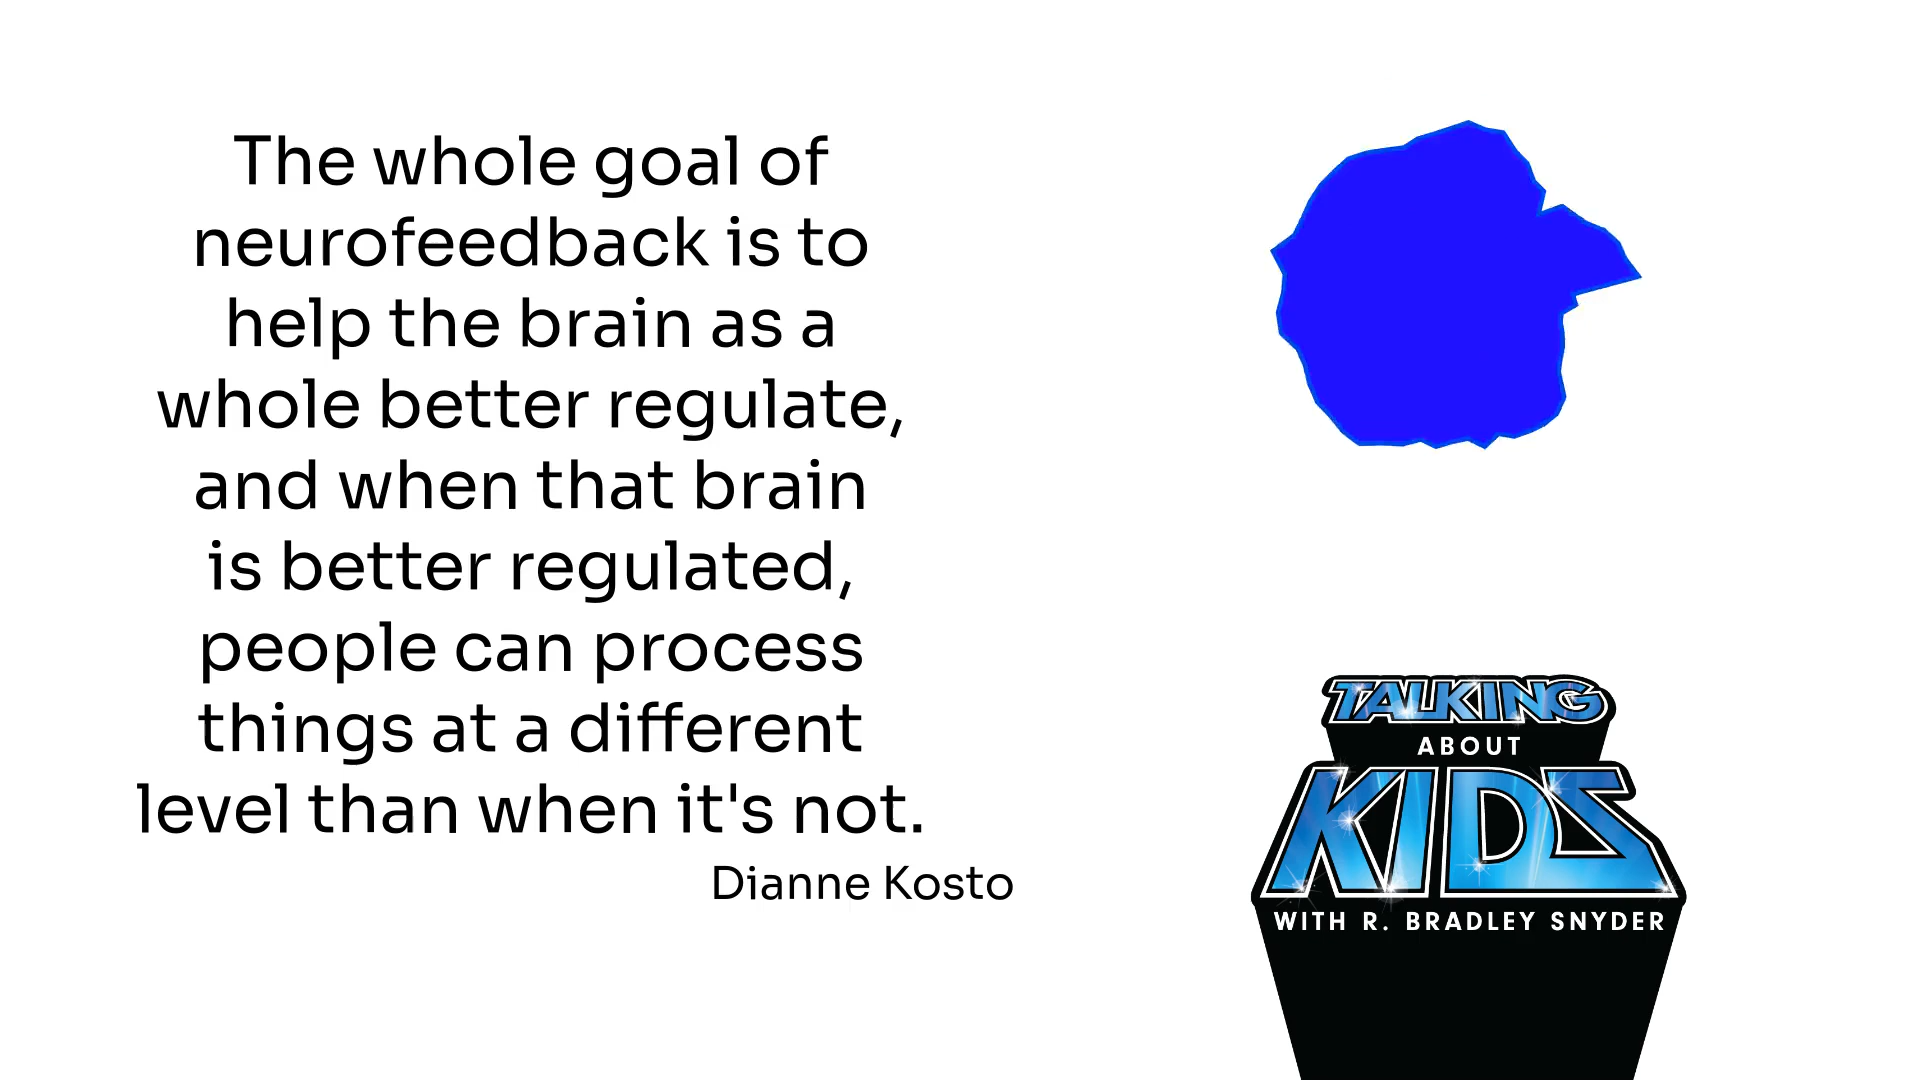 The whole goal of
neurofeedback is to
help the brain as a
whole better regulate,
and when that brain
is better regulated,
people can process
things at a different
level than when it's not.
Dianne Kosto
TALKING
ABOUT
KIDS
WITH R. BRADLEY SNYDER